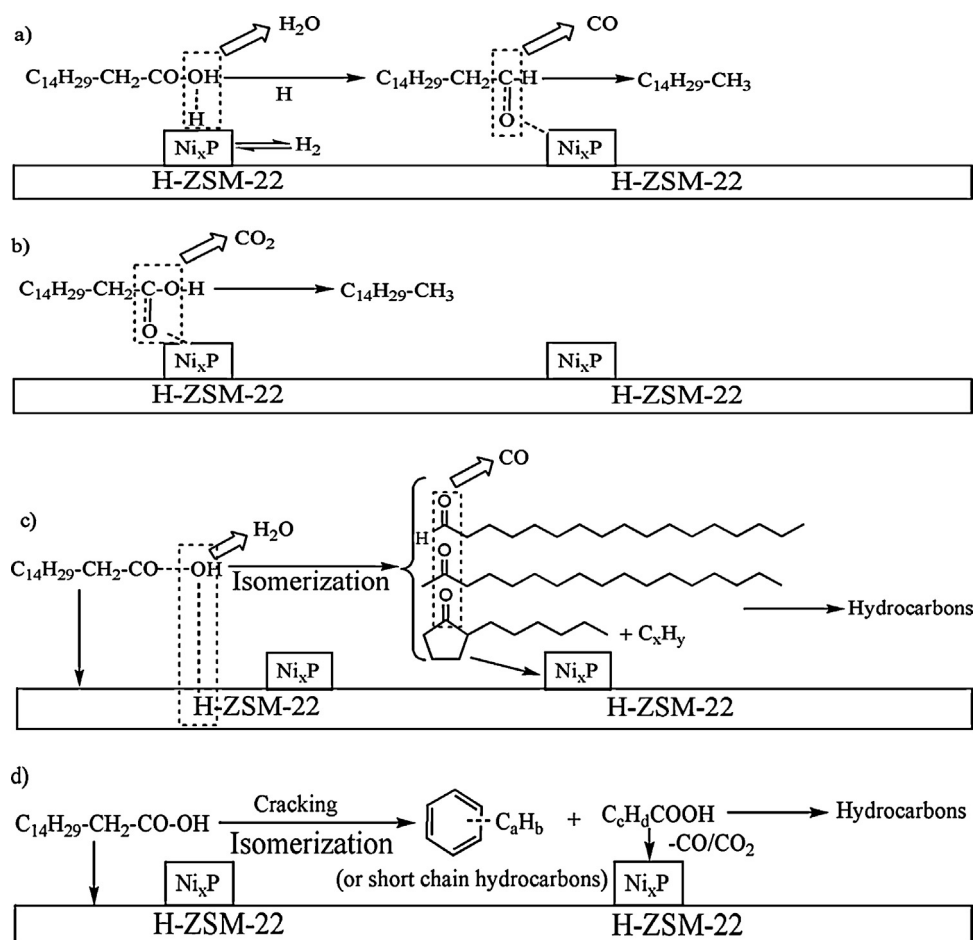 a)
H₂O
CO
C₁₄H₂₉-CH₂-CO-OH
H
H
C₁₄H₂₉-CH₂-C-H
O
C₁₄H₂₉-CH₃
NiₓP
H₂
NiₓP
H-ZSM-22
H-ZSM-22
b)
CO₂
C₁₄H₂₉-CH₂-C-O-H
O
C₁₄H₂₉-CH₃
NiₓP
NiₓP
H-ZSM-22
H-ZSM-22
c)
CO
O
H
H₂O
O
C₁₄H₂₉-CH₂-CO--OH
Isomerization
O
Hydrocarbons
+ CₓHᵧ
NiₓP
NiₓP
H-ZSM-22
H-ZSM-22
d)
C₁₄H₂₉-CH₂-CO-OH
Cracking
Isomerization
CₐH_b
+
C_cH_dCOOH
Hydrocarbons
-CO/CO₂
(or short chain hydrocarbons)
NiₓP
NiₓP
H-ZSM-22
H-ZSM-22